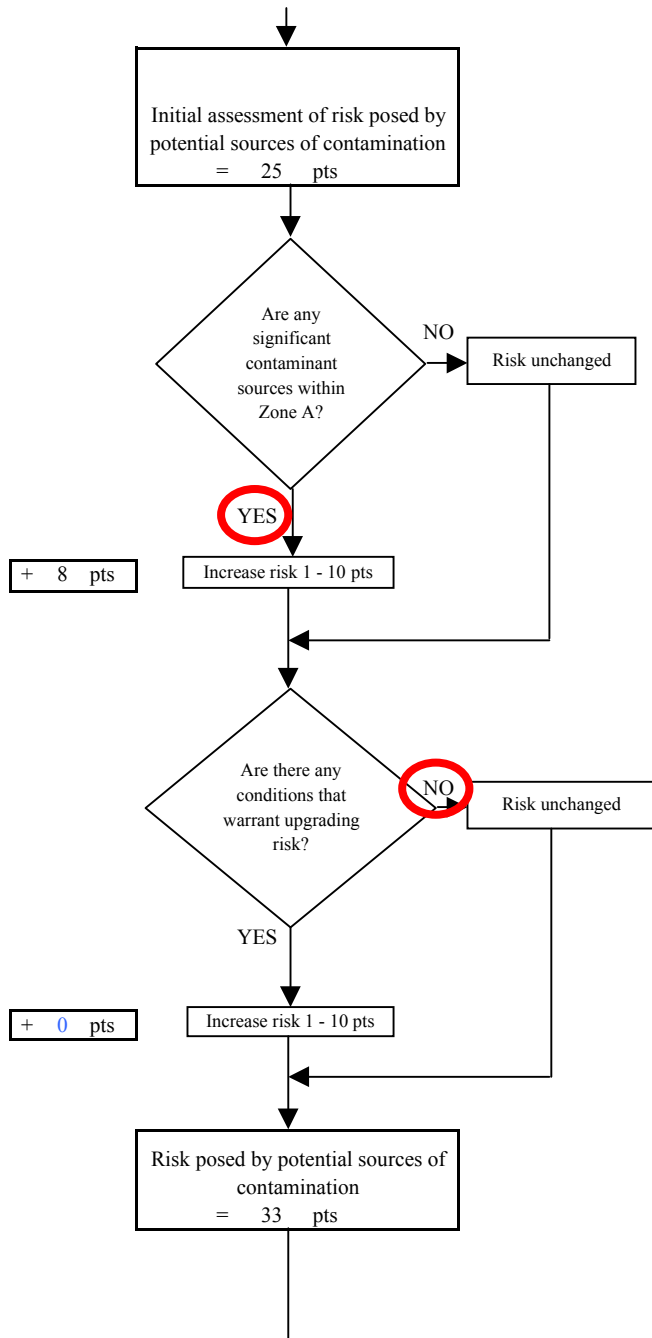 Initial assessment of risk posed by
potential sources of contamination
= 25 pts
Are any
significant
contaminant
sources within
Zone A?
NO
Risk unchanged
YES
+ 8 pts
Increase risk 1 - 10 pts
Are there any
conditions that
warrant upgrading
risk?
NO
Risk unchanged
YES
+ 0 pts
Increase risk 1 - 10 pts
Risk posed by potential sources of
contamination
= 33 pts